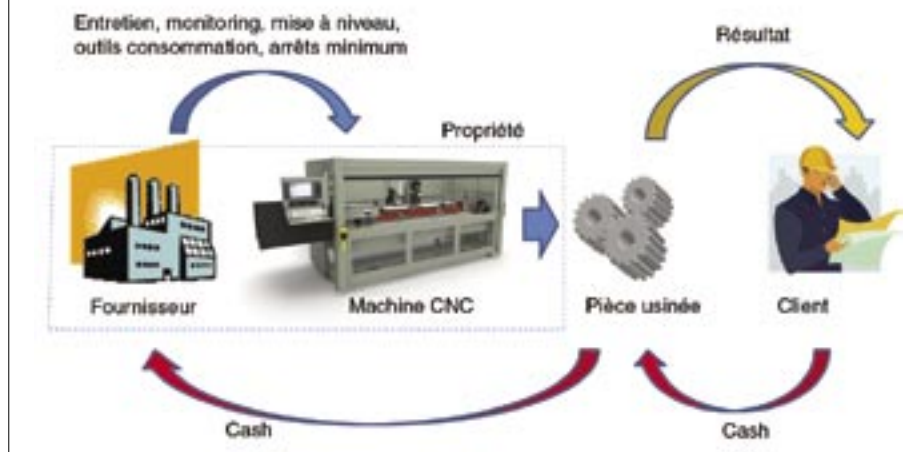 Entretien, monitoring, mise à niveau,
outils consommation, arrêts minimum
Résultat
Propriété
Fournisseur
Machine CNC
Pièce usinée
Client
Cash
Cash